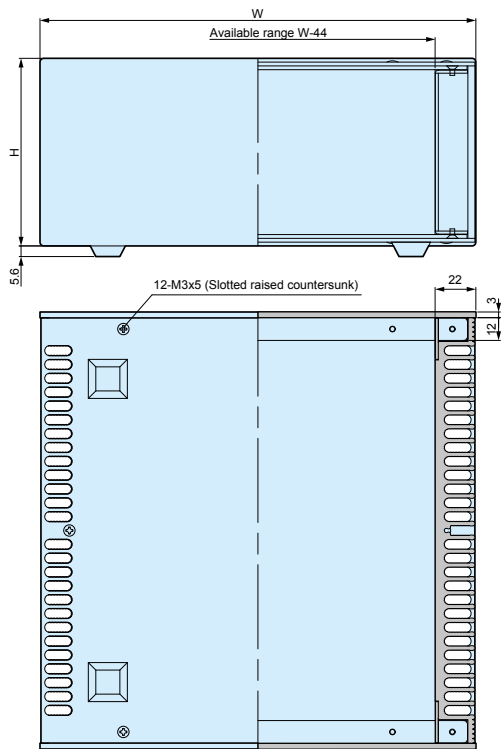 W
Available range W-44
H
5.6
12-M3x5 (Slotted raised countersunk)
22
3
12